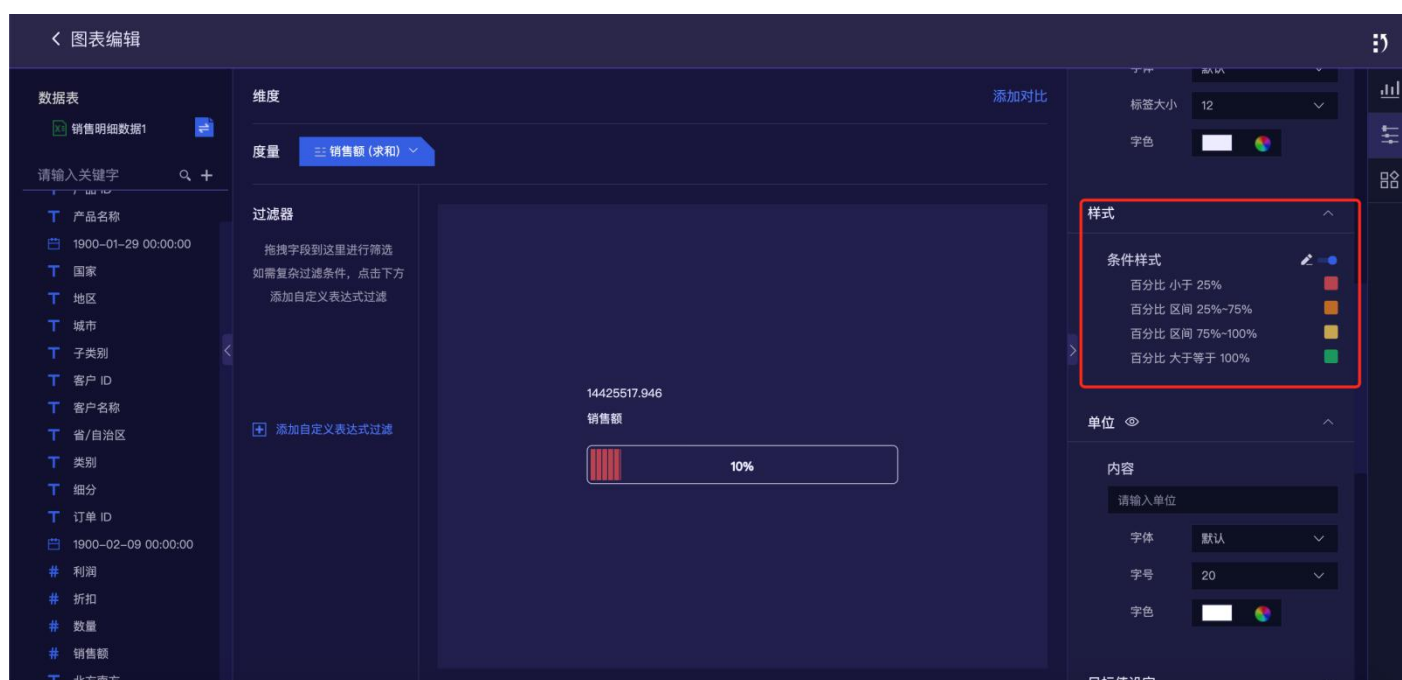 图表编辑
数据表
销售明细数据1
请输入关键字
产品 ID
产品名称
1900-01-29 00:00:00
国家
地区
城市
子类别
客户 ID
客户名称
省/自治区
类别
细分
订单 ID
1900-02-09 00:00:00
利润
折扣
数量
销售额
维度
添加对比
度量
销售额 (求和)
过滤器
拖拽字段到这里进行筛选
如需复杂过滤条件，点击下方
添加自定义表达式过滤
添加自定义表达式过滤
14425517.946
销售额
10%
字体 默认
标签大小 12
字色
样式
条件样式
百分比 小于 25%
百分比 区间 25%~75%
百分比 区间 75%~100%
百分比 大于等于 100%
单位
内容
请输入单位
字体 默认
字号 20
字色